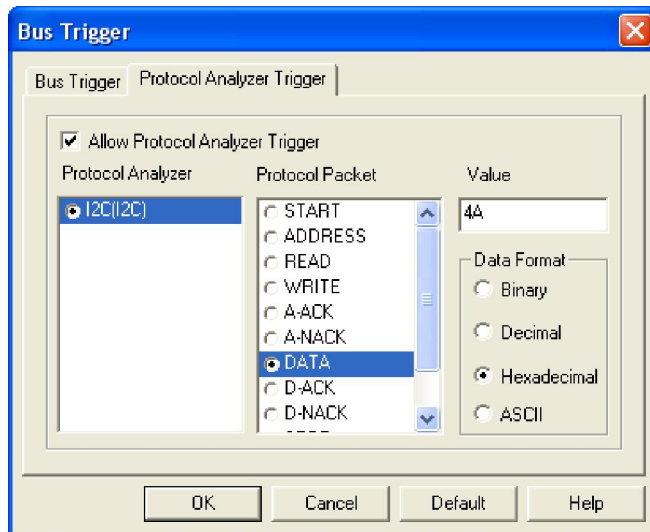 Bus Trigger
Bus Trigger
Protocol Analyzer Trigger
Allow Protocol Analyzer Trigger
Protocol Analyzer
I2C(I2C)
Protocol Packet
START
ADDRESS
READ
WRITE
A-ACK
A-NACK
DATA
D-ACK
D-NACK
Value
4A
Data Format
Binary
Decimal
Hexadecimal
ASCII
OK
Cancel
Default
Help